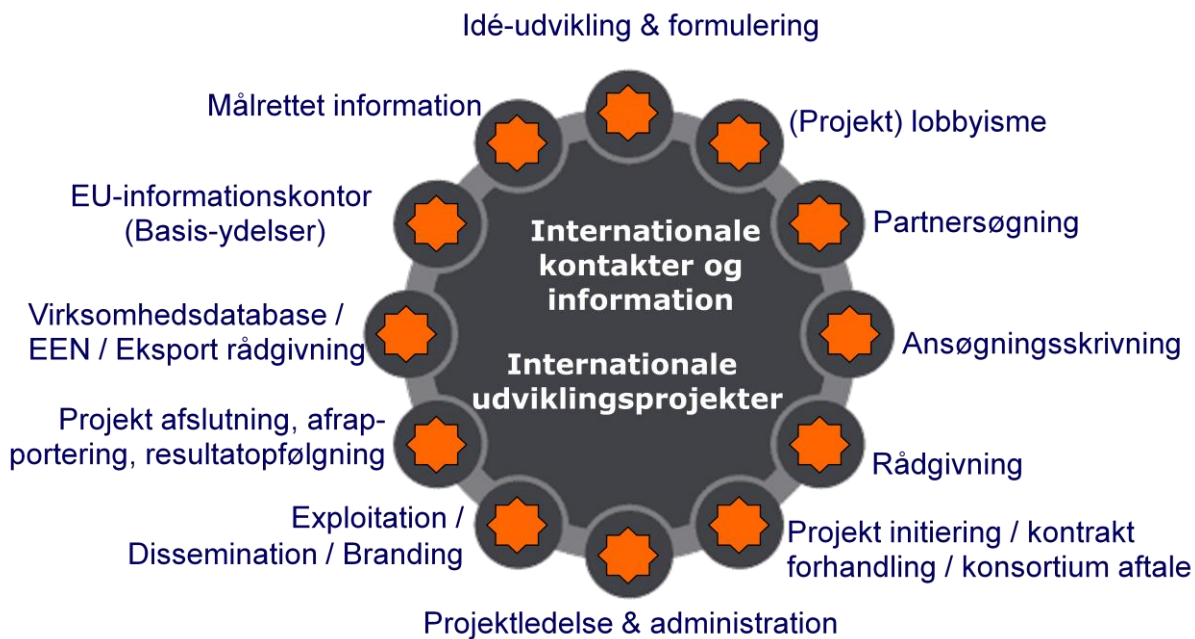 Idé-udvikling & formulering
Målrettet information
(Projekt) lobbyisme
EU-informationskontor
(Basis-ydelser)
Partnersøgning
Internationale
kontakter og
information
Virksomhedsdatabase /
EEN / Eksport rådgivning
Ansøgningsskrivning
Internationale
udviklingsprojekter
Projekt afslutning, afrap-
portering, resultatopfølgning
Rådgivning
Exploitation /
Dissemination / Branding
Projekt initiering / kontrakt
forhandling / konsortium aftale
Projektledelse & administration